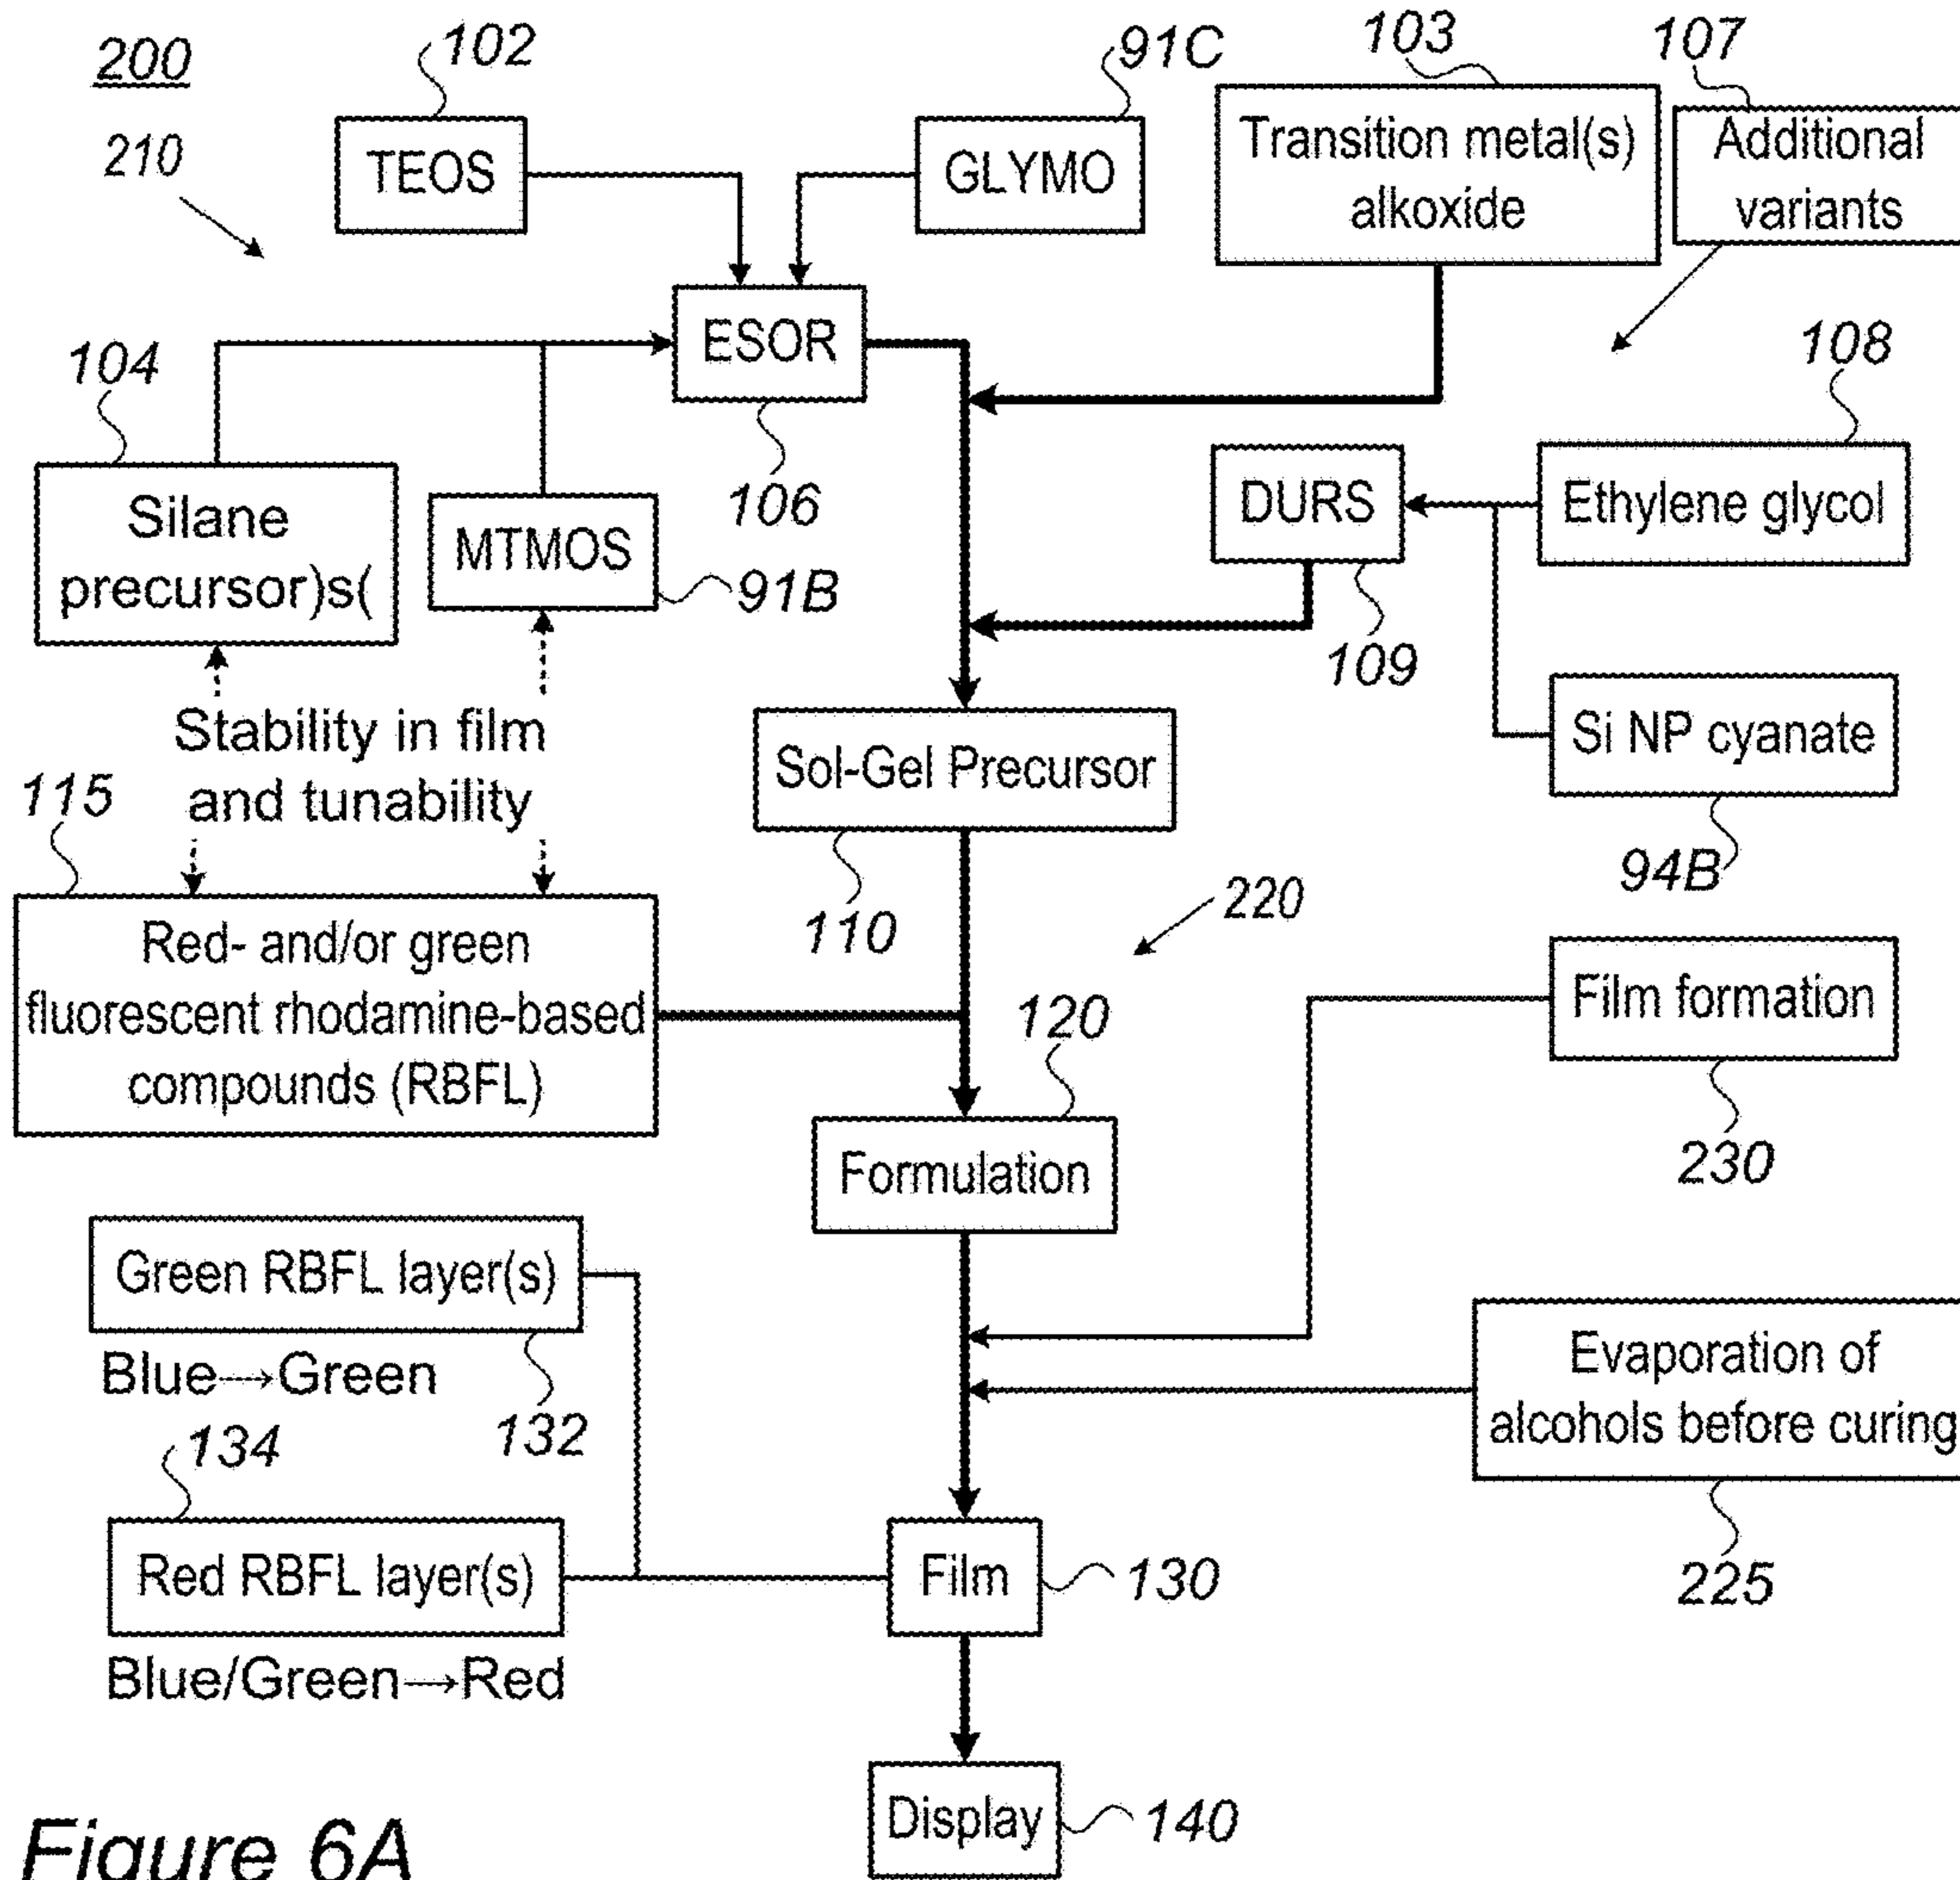 200
102
91C
103
107
210
TEOS
GLYMO
Transition metal(s)
alkoxide
Additional
variants
104
ESOR
108
106
Silane
precursor)s(
MTMOS
91B
DURS
Ethylene glycol
109
Stability in film
and tunability
Sol-Gel Precursor
Si NP cyanate
115
94B
110
220
Red- and/or green
fluorescent rhodamine-based
compounds (RBFL)
Film formation
120
230
Formulation
Green RBFL layer(s)
Blue→Green
132
Evaporation of
alcohols before curing
134
225
Red RBFL layer(s)
Film
130
Blue/Green→Red
Display
140
Figure 6A